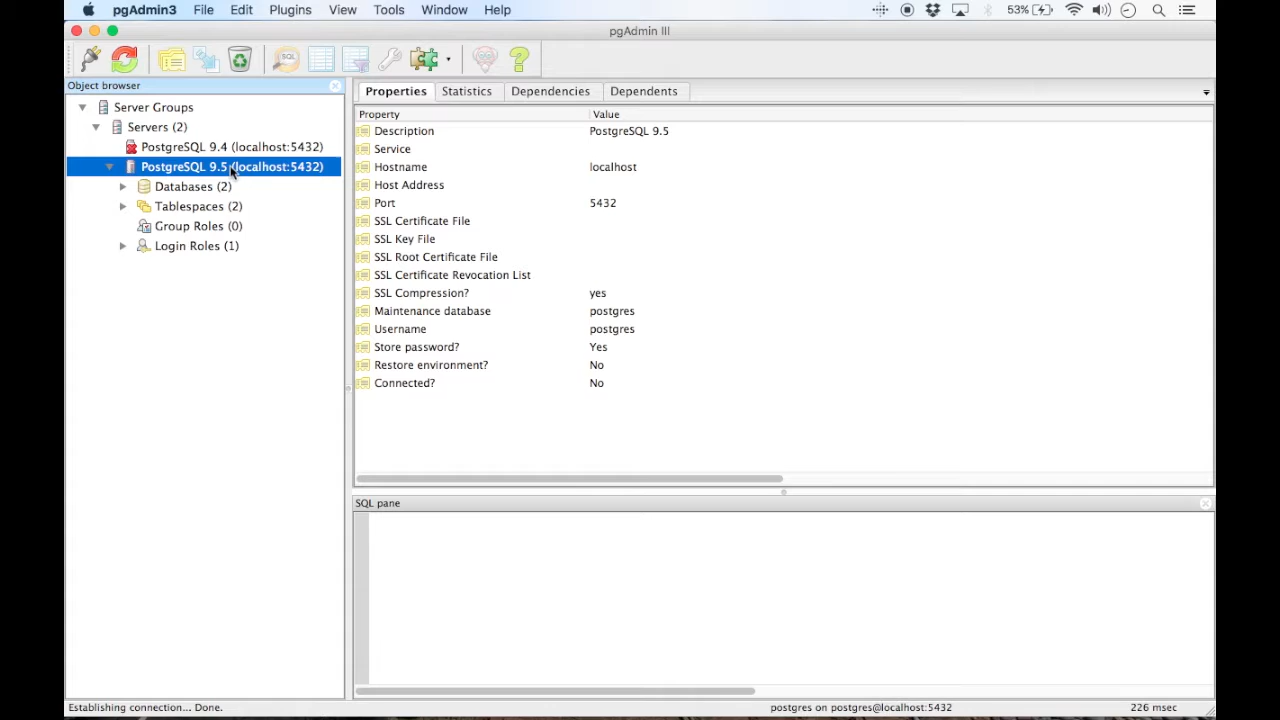 pgAdmin3 File Edit Plugins View Tools Window Help 53%
pgAdmin III
SQL
Object browser
Server Groups
Servers (2)
PostgreSQL 9.4 (localhost:5432)
PostgreSQL 9.5 (localhost:5432)
Databases (2)
Tablespaces (2)
Group Roles (0)
Login Roles (1)
Properties Statistics Dependencies Dependents
Property Value
Description PostgreSQL 9.5
Service
Hostname localhost
Host Address
Port 5432
SSL Certificate File
SSL Key File
SSL Root Certificate File
SSL Certificate Revocation List
SSL Compression? yes
Maintenance database postgres
Username postgres
Store password? Yes
Restore environment? No
Connected? No
SQL pane
Establishing connection... Done. postgres on postgres@localhost:5432 226 msec